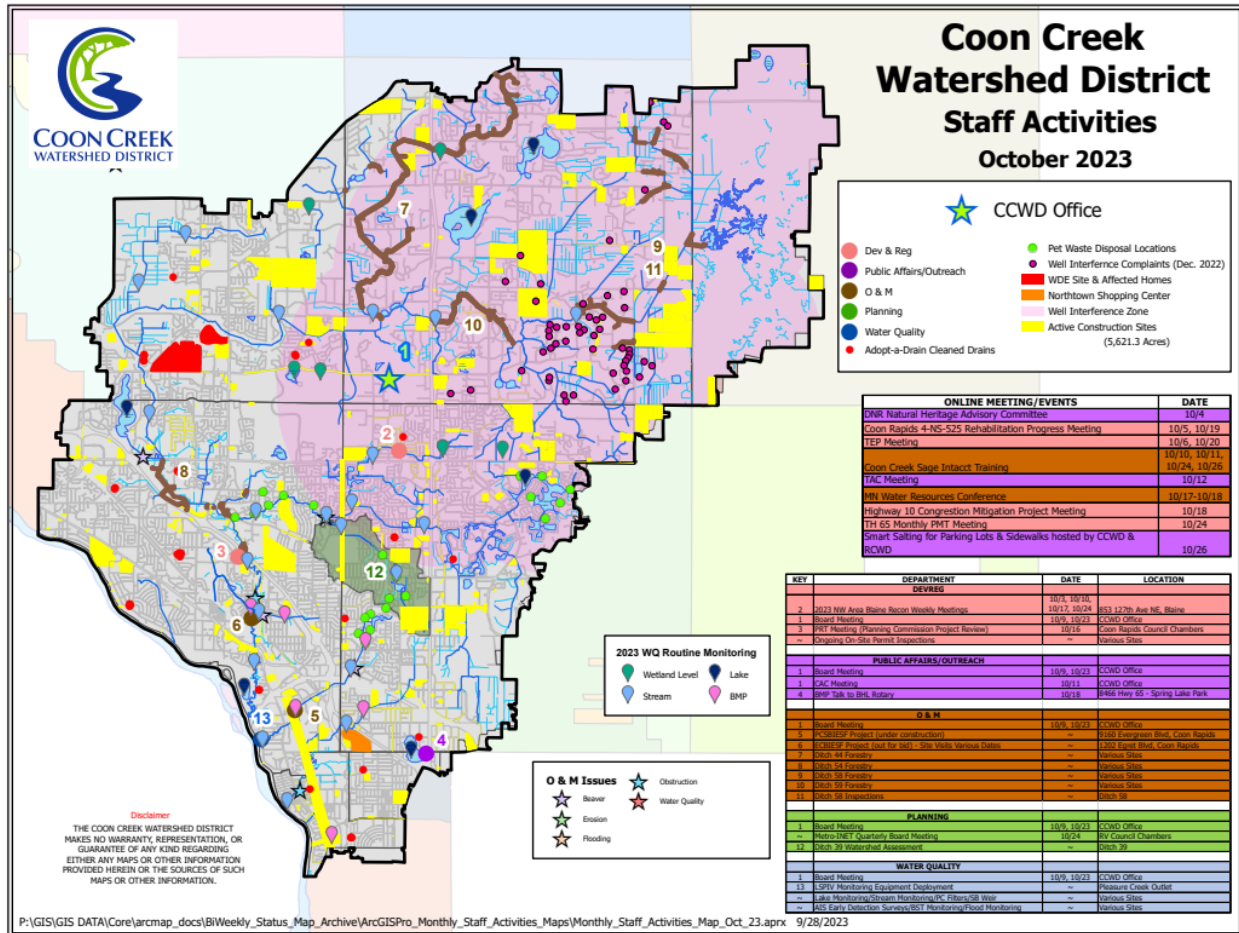 COON CREEK
WATERSHED DISTRICT
Coon Creek
Watershed District
Staff Activities
October 2023
CCWD Office
Dev & Reg
Public Affairs/Outreach
O & M
Planning
Water Quality
Adopt-a-Drain Cleaned Drains
Pet Waste Disposal Locations
Well Interfernce Complaints (Dec. 2022)
WDE Site & Affected Homes
Northtown Shopping Center
Well Interference Zone
Active Construction Sites
(5,621.3 Acres)
7
9
11
10
1
2
8
3
12
6
5
13
4
ONLINE MEETING/EVENTS DATE
DNR Natural Heritage Advisory Committee 10/4
Coon Rapids 4-NS-525 Rehabilitation Progress Meeting 10/5, 10/19
TEP Meeting 10/6, 10/20
Coon Creek Sage Intacct Training 10/10, 10/11, 10/24, 10/26
TAC Meeting 10/12
MN Water Resources Conference 10/17-10/18
Highway 10 Congrestion Mitigation Project Meeting 10/18
TH 65 Monthly PMT Meeting 10/24
Smart Salting for Parking Lots & Sidewalks hosted by CCWD &
RCWD 10/26
KEY DEPARTMENT DATE LOCATION
DEVREG
2 2023 NW Area Blaine Recon Weekly Meetings 10/3, 10/10, 10/17, 10/24 853 127th Ave NE, Blaine
1 Board Meeting 10/9, 10/23 CCWD Office
3 PRT Meeting (Planning Commission Project Review) 10/16 Coon Rapids Council Chambers
~ Ongoing On-Site Permit Inspections ~ Various Sites
PUBLIC AFFAIRS/OUTREACH
1 Board Meeting 10/9, 10/23 CCWD Office
1 CAC Meeting 10/11 CCWD Office
4 BMP Talk to BHL Rotary 10/18 8466 Hwy 65 - Spring Lake Park
O & M
1 Board Meeting 10/9, 10/23 CCWD Office
5 PCSBIESF Project (under construction) ~ 9160 Evergreen Blvd, Coon Rapids
6 ECBIESF Project (out for bid) - Site Visits Various Dates ~ 1202 Egret Blvd, Coon Rapids
7 Ditch 44 Forestry ~ Various Sites
8 Ditch 54 Forestry ~ Various Sites
9 Ditch 58 Forestry ~ Various Sites
10 Ditch 59 Forestry ~ Various Sites
11 Ditch 58 Inspections ~ Ditch 58
PLANNING
1 Board Meeting 10/9, 10/23 CCWD Office
~ Metro-INET Quarterly Board Meeting 10/24 RV Council Chambers
12 Ditch 39 Watershed Assessment ~ Ditch 39
WATER QUALITY
1 Board Meeting 10/9, 10/23 CCWD Office
13 LSPIV Monitoring Equipment Deployment ~ Pleasure Creek Outlet
~ Lake Monitoring/Stream Monitoring/PC Filters/SB Weir ~ Various Sites
~ AIS Early Detection Surveys/BST Monitoring/Flood Monitoring ~ Various Sites
2023 WQ Routine Monitoring
Wetland Level Lake
Stream BMP
O & M Issues
Beaver
Erosion
Flooding
Obstruction
Water Quality
Disclaimer
THE COON CREEK WATERSHED DISTRICT
MAKES NO WARRANTY, REPRESENTATION, OR
GUARANTEE OF ANY KIND REGARDING
EITHER ANY MAPS OR OTHER INFORMATION
PROVIDED HEREIN OR THE SOURCES OF SUCH
MAPS OR OTHER INFORMATION.
P:\GIS\GIS DATA\Core\arcmap_docs\BiWeekly_Status_Map_Archive\ArcGISPro_Monthly_Staff_Activities_Maps\Monthly_Staff_Activities_Map_Oct_23.aprx 9/28/2023